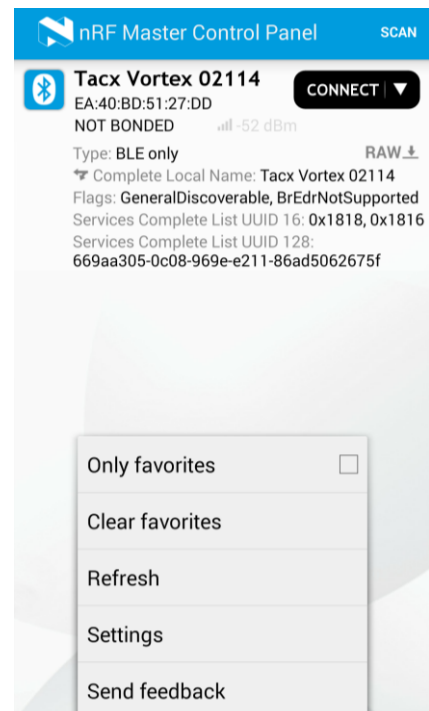 nRF Master Control Panel SCAN
Tacx Vortex 02114
CONNECT
EA:40:BD:51:27:DD
NOT BONDED -52 dBm
Type: BLE only RAW
Complete Local Name: Tacx Vortex 02114
Flags: GeneralDiscoverable, BrEdrNotSupported
Services Complete List UUID 16: 0x1818, 0x1816
Services Complete List UUID 128:
669aa305-0c08-969e-e211-86ad5062675f
Only favorites
Clear favorites
Refresh
Settings
Send feedback